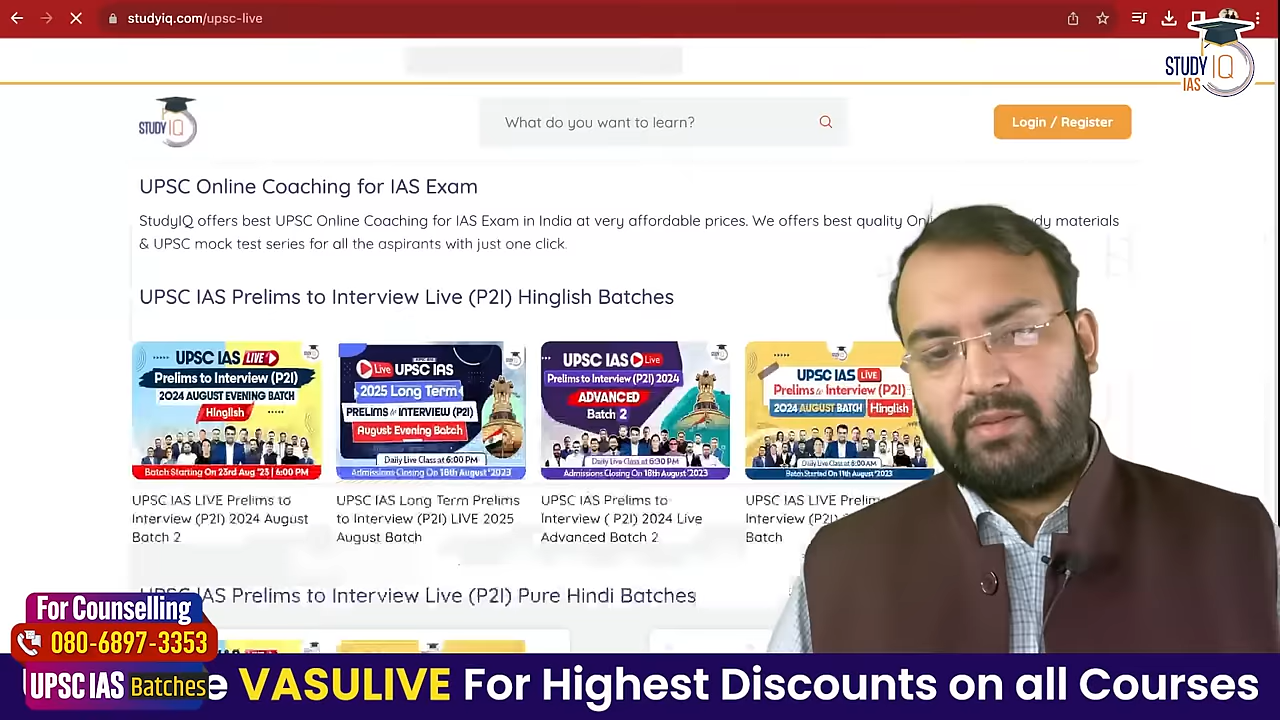 studyiq.com/upsc-live
STUDY IQ
IAS
STUDY IQ
What do you want to learn?
Login / Register
UPSC Online Coaching for IAS Exam
StudyIQ offers best UPSC Online Coaching for IAS Exam in India at very affordable prices. We offers best quality materials
& UPSC mock test series for all the aspirants with just one click.
UPSC IAS Prelims to Interview Live (P2I) Hinglish Batches
UPSC IAS LIVE
Prelims to Interview (P2I)
2024 AUGUST EVENING BATCH
Hinglish
Batch Starting On 23rd Aug '23 | 6:00 PM
Live UPSC IAS
2025 Long Term
PRELIMS to INTERVIEW (P2I)
August Evening Batch
Daily Live Class at 6:00 PM
Admissions Closing On 18th August '2023
UPSC IAS Live
Prelims to Interview (P2I) 2024
ADVANCED
Batch 2
Daily Live Class at 6:30 PM
Admissions Closing On 18th August '2023
UPSC IAS LIVE
Prelims to Interview (P2I)
2024 AUGUST BATCH Hinglish
Daily Live Class at 8:00 AM
Batch Started On 11th August '2023
UPSC IAS LIVE Prelims to
Interview (P2I) 2024 August
Batch 2
UPSC IAS Long Term Prelims
to Interview (P2I) LIVE 2025
August Batch
UPSC IAS Prelims to
Interview ( P2I) 2024 Live
Advanced Batch 2
UPSC IAS LIVE
Interview (P2I)
Batch
UPSC IAS Prelims to Interview Live (P2I) Pure Hindi Batches
For Counselling
080-6897-3353
UPSC IAS Batches
VASULIVE For Highest Discounts on all Courses